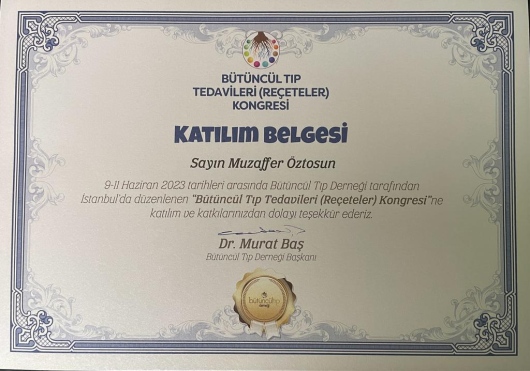 BÜTÜNCÜL TIP
TEDAVİLERİ (REÇETELER)
KONGRESİ
KATILIM BELGESİ
Sayın Muzaffer Öztosun
9-11 Haziran 2023 tarihleri arasında Bütüncül Tıp Derneği tarafından
İstanbul'da düzenlenen "Bütüncül Tıp Tedavileri (Reçeteler) Kongresi"ne
katılım ve katkılarınızdan dolayı teşekkür ederiz.
Dr. Murat Baş
Bütüncül Tıp Derneği Başkanı
bütüncültıp
derneği